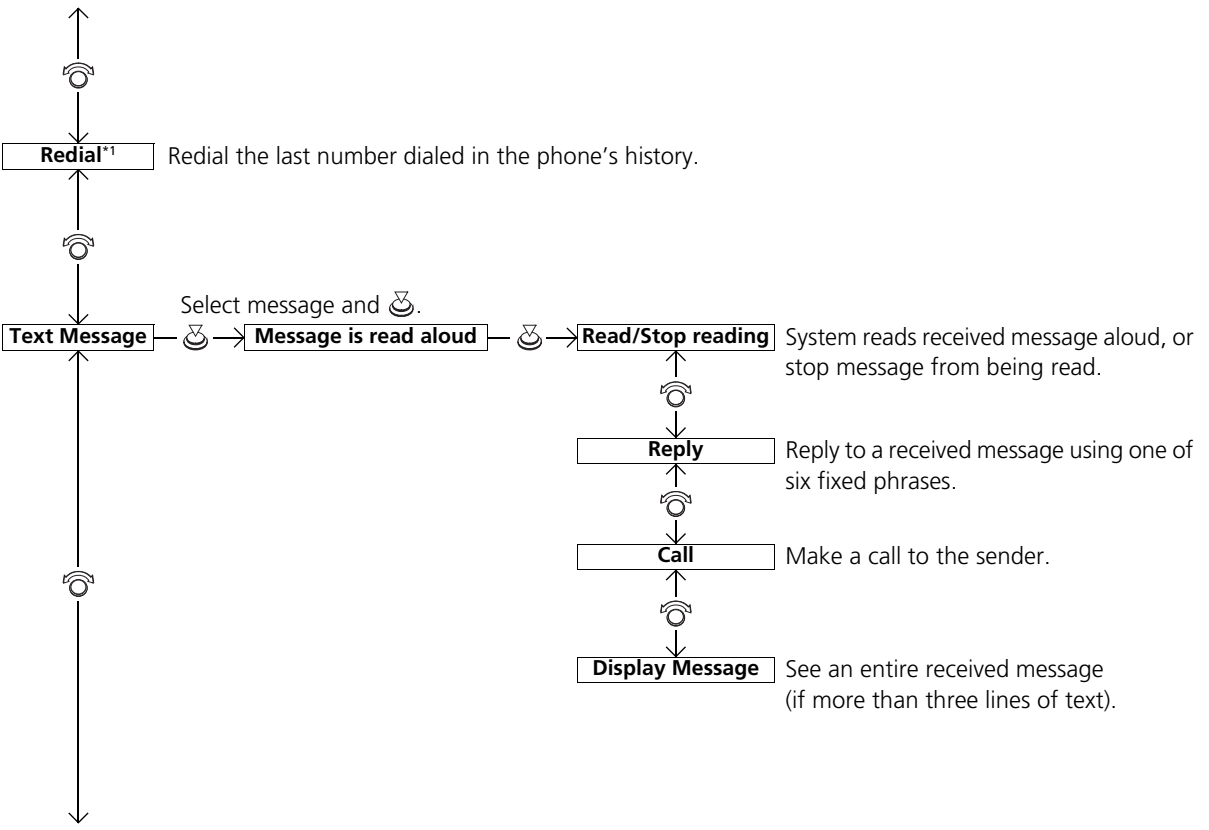 Redial*1
Redial the last number dialed in the phone’s history.
Select message and .
Text Message
Message is read aloud
Read/Stop reading
System reads received message aloud, or
stop message from being read.
Reply
Reply to a received message using one of
six fixed phrases.
Call
Make a call to the sender.
Display Message
See an entire received message
(if more than three lines of text).